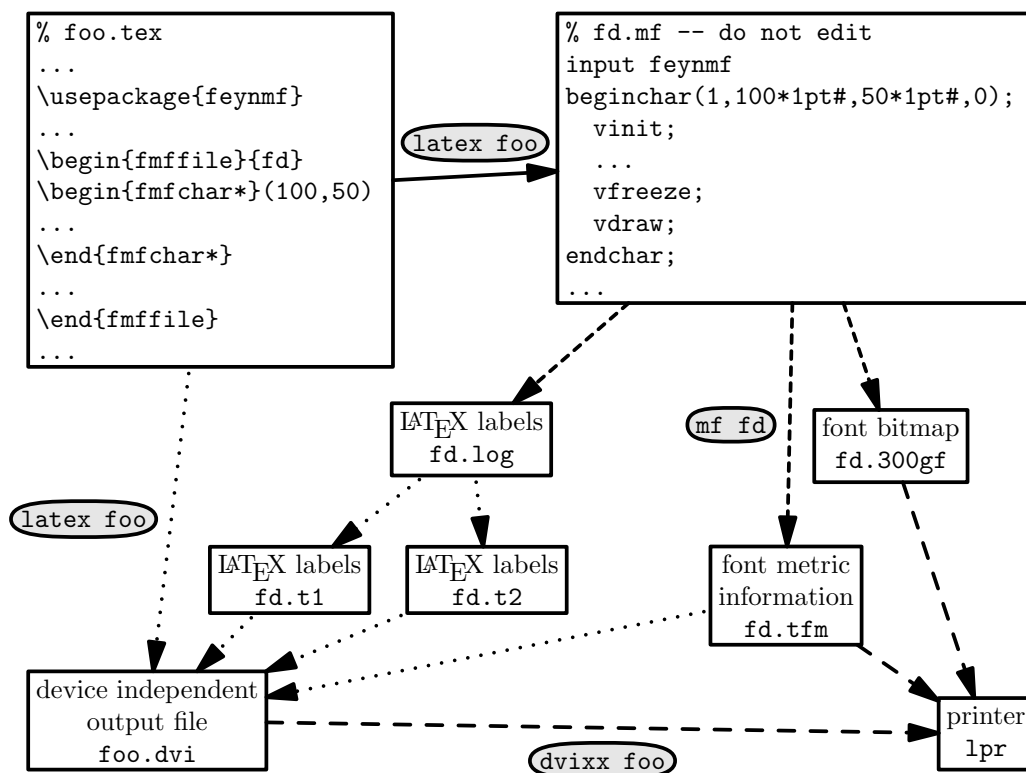 % foo.tex
...
\usepackage{feynmf}
...
\begin{fmffile}{fd}
\begin{fmfchar*}(100,50)
...
\end{fmfchar*}
...
\end{fmffile}
...
latex foo
% fd.mf -- do not edit
input feynmf
beginchar(1,100*1pt#,50*1pt#,0);
vinit;
...
vfreeze;
vdraw;
endchar;
...
LATEX labels
fd.log
mf fd
font bitmap
fd.300gf
latex foo
LATEX labels
fd.t1
LATEX labels
fd.t2
font metric
information
fd.tfm
device independent
output file
foo.dvi
dvixx foo
printer
lpr